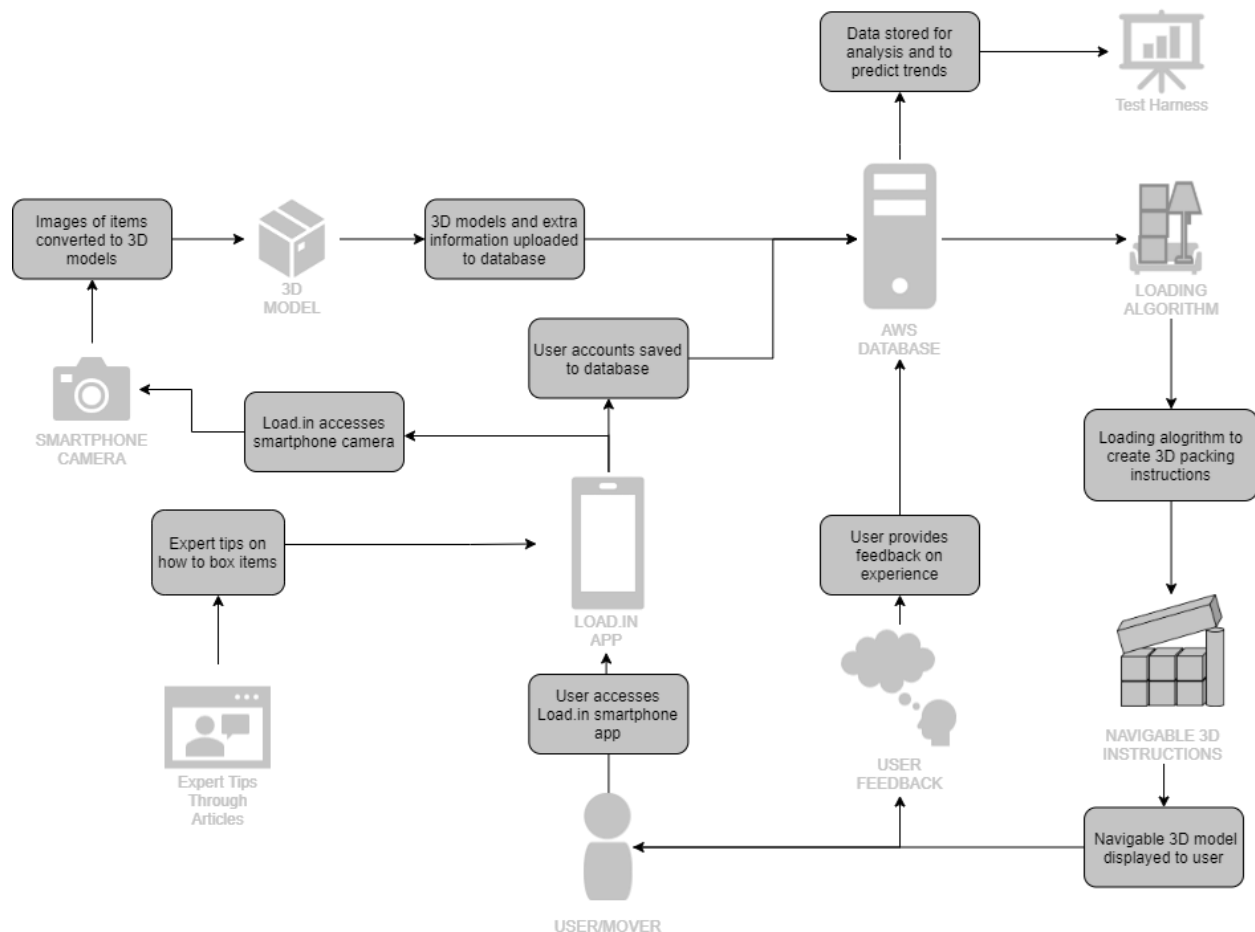 Data stored for
analysis and to
predict trends
Test Harness
Images of items
converted to 3D
models
3D
MODEL
3D models and extra
information uploaded
to database
AWS
DATABASE
LOADING
ALGORITHM
User accounts saved
to database
SMARTPHONE
CAMERA
Load.in accesses
smartphone camera
Loading alogrithm to
create 3D packing
instructions
Expert tips on
how to box items
LOAD.IN
APP
User provides
feedback on
experience
Expert Tips
Through
Articles
User accesses
Load.in smartphone
app
USER
FEEDBACK
NAVIGABLE 3D
INSTRUCTIONS
Navigable 3D model
displayed to user
USER/MOVER